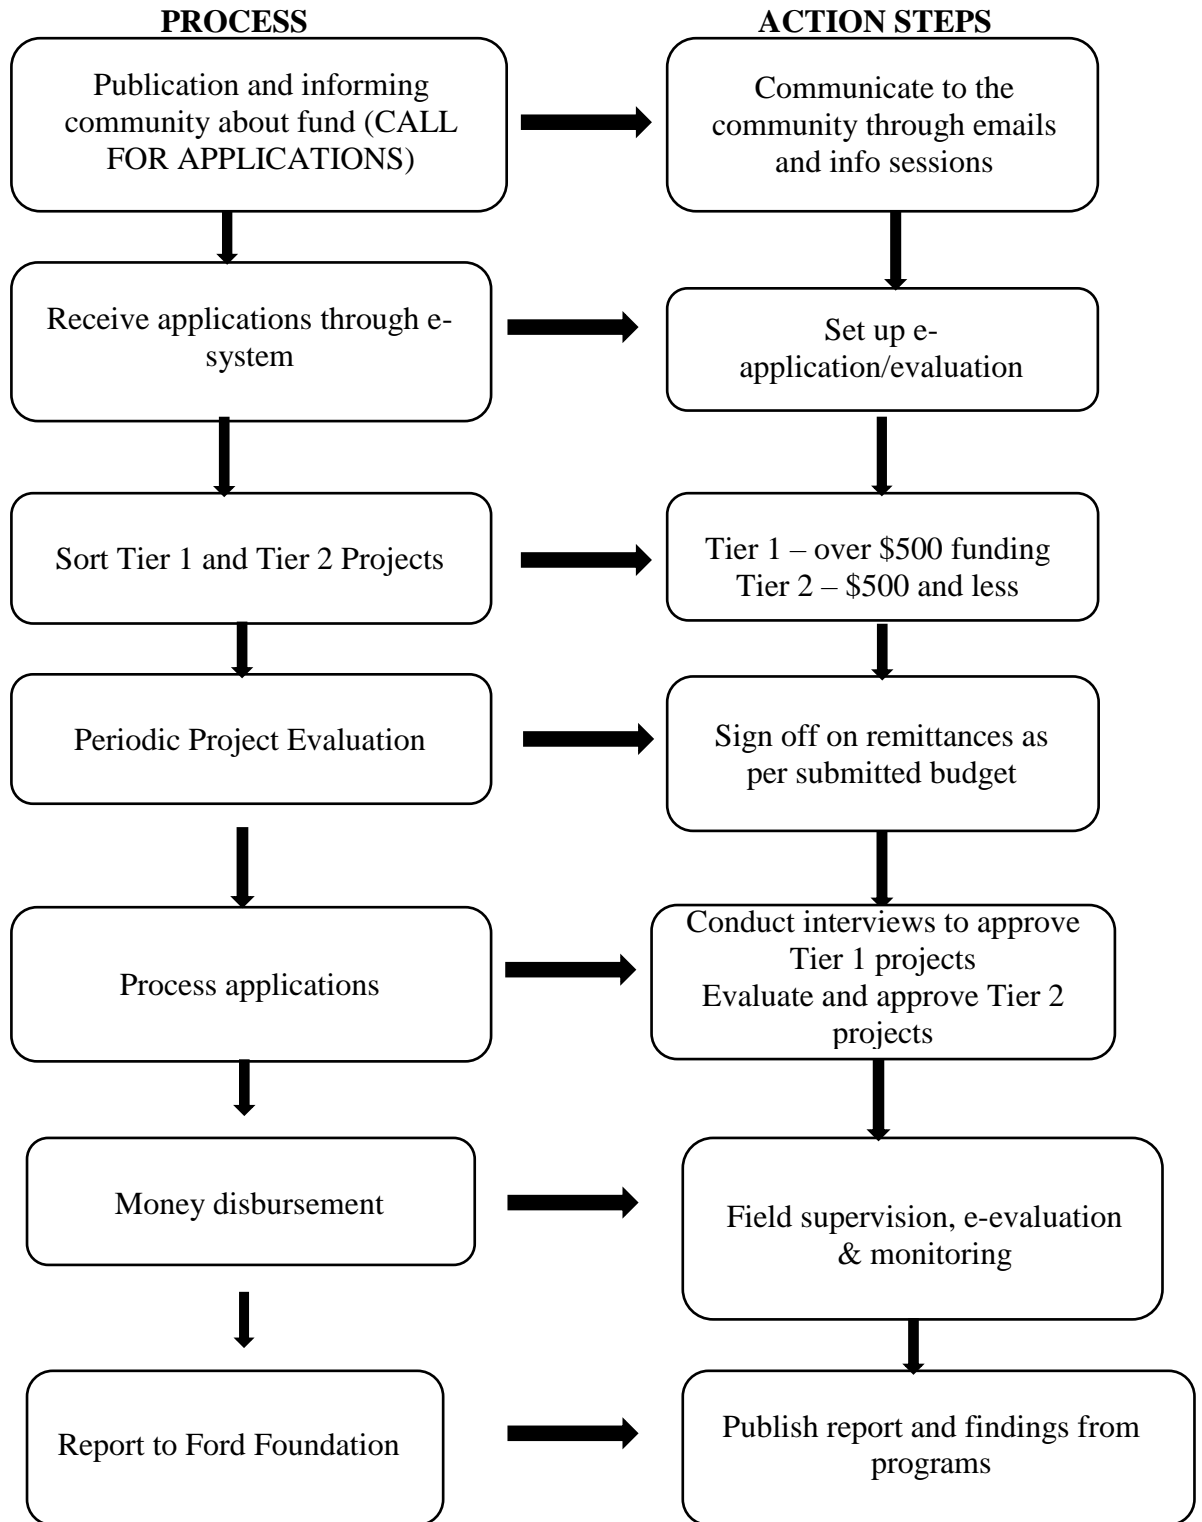 PROCESS
ACTION STEPS
Publication and informing
community about fund (CALL
FOR APPLICATIONS)
Communicate to the
community through emails
and info sessions
Receive applications through e-
system
Set up e-
application/evaluation
Sort Tier 1 and Tier 2 Projects
Tier 1 – over $500 funding
Tier 2 – $500 and less
Periodic Project Evaluation
Sign off on remittances as
per submitted budget
Process applications
Conduct interviews to approve
Tier 1 projects
Evaluate and approve Tier 2
projects
Money disbursement
Field supervision, e-evaluation
& monitoring
Report to Ford Foundation
Publish report and findings from
programs